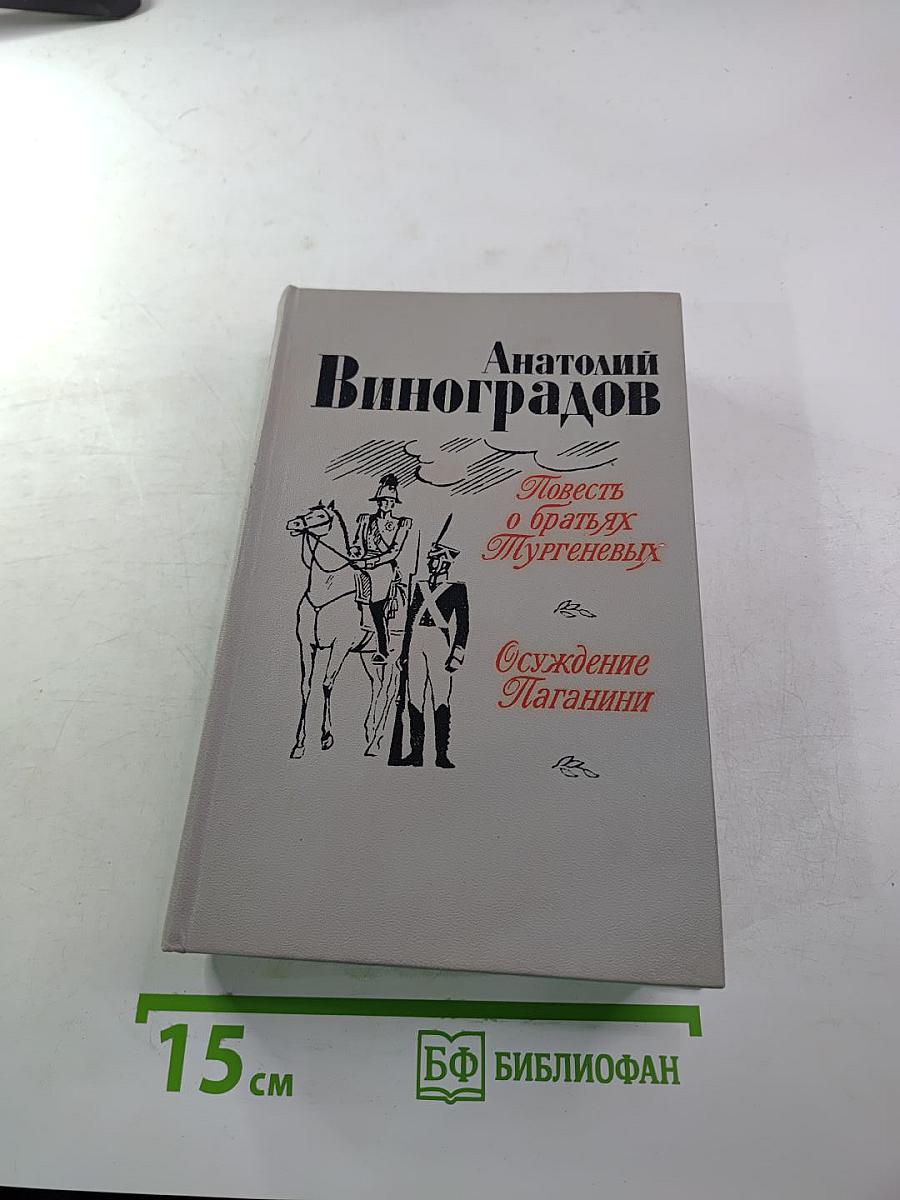 Анатолий
Виноградов
Повесть
о братьях
Тургеневых
Осуждение
Паганини
15 см
БФ БИБЛИОФАН